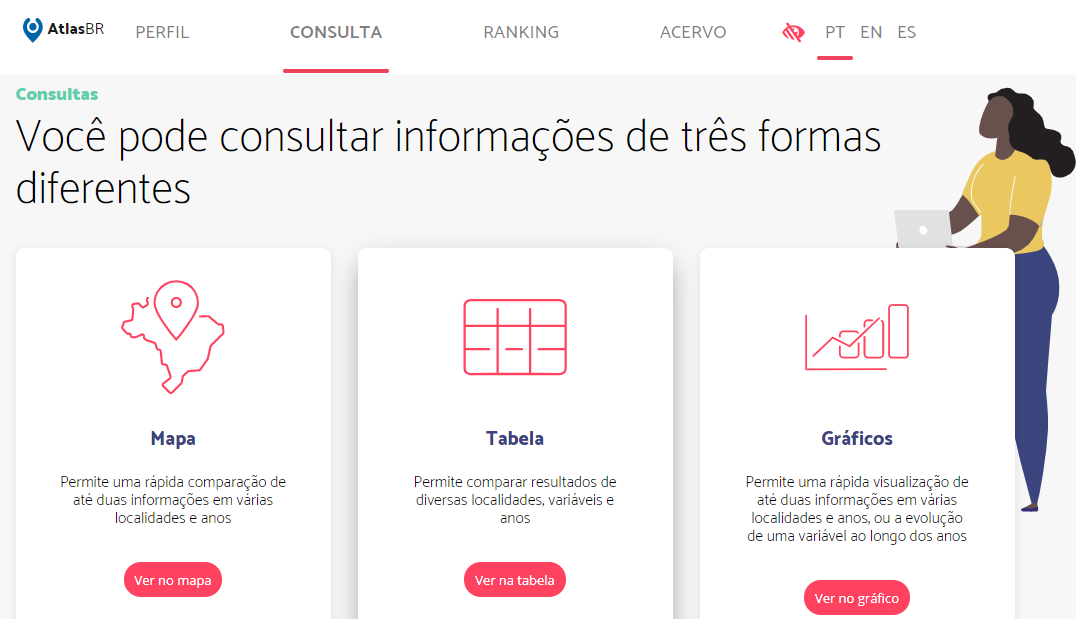 AtlasBR PERFIL CONSULTA RANKING ACERVO PT EN ES
Consultas
Você pode consultar informações de três formas
diferentes
Mapa
Permite uma rápida comparação de
até duas informações em várias
localidades e anos
Ver no mapa
Tabela
Permite comparar resultados de
diversas localidades, variáveis e
anos
Ver na tabela
Gráficos
Permite uma rápida visualização de
até duas informações em várias
localidades e anos, ou a evolução
de uma variável ao longo dos anos
Ver no gráfico